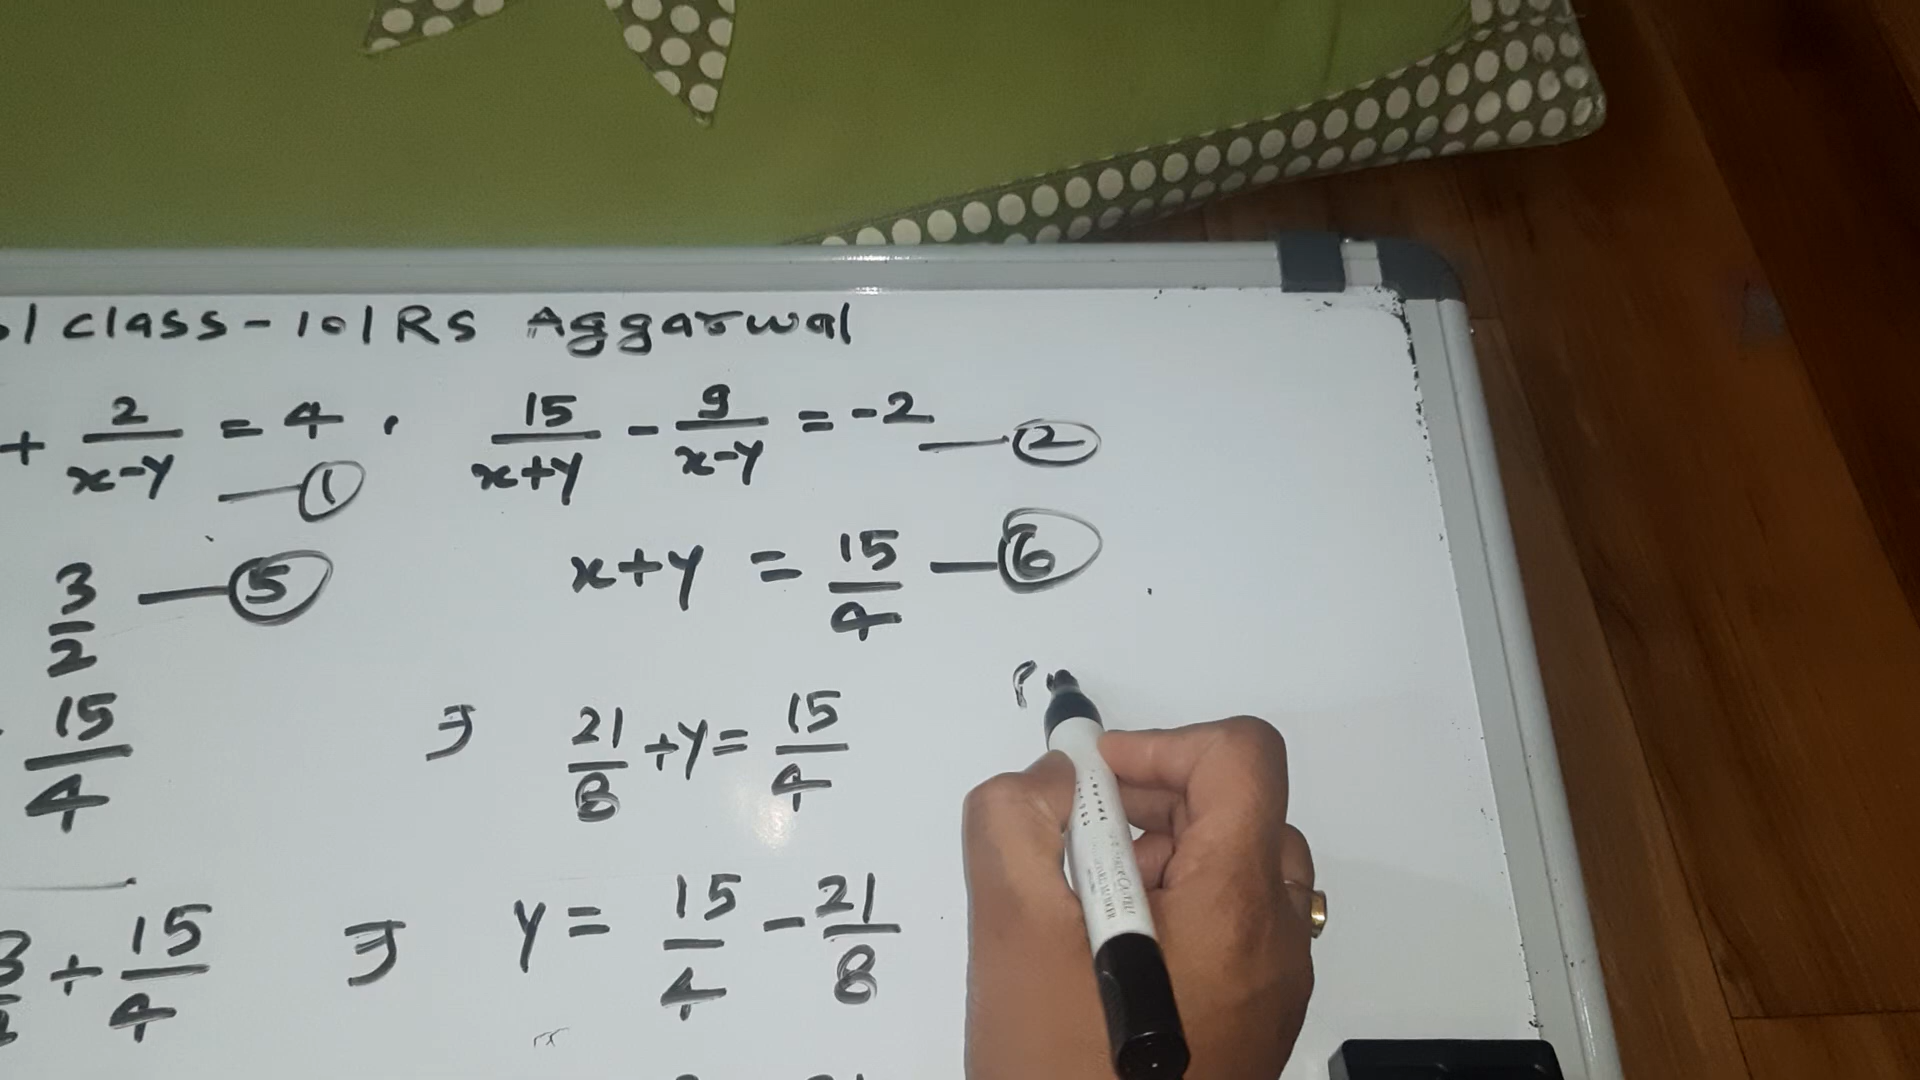 / class-10/ RS Aggarwal
+ 2/(x-y) = 4, —① 15/(x+y) - 9/(x-y) = -2 —②
3/2 —⑤ x+y = 15/4 —⑥
15/4 ⇒ 21/8 + y = 15/4
+ 15/4 ⇒ y = 15/4 - 21/8